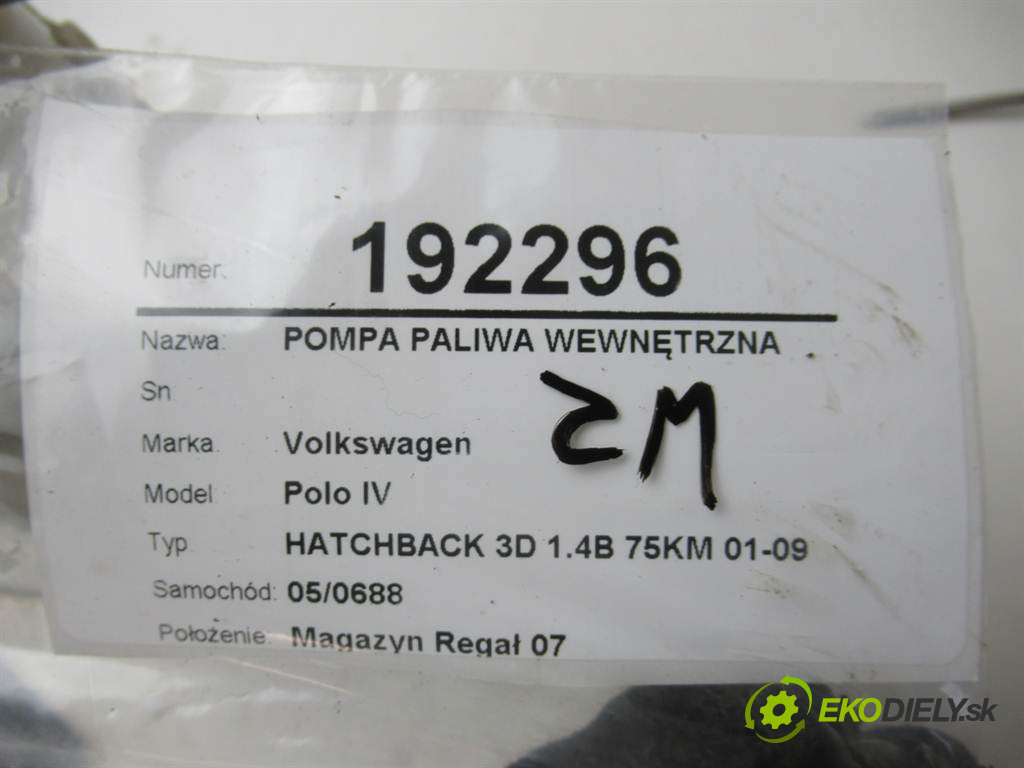 Numer: 192296
Nazwa: POMPA PALIWA WEWNĘTRZNA
Sn
ZM
Marka: Volkswagen
Model Polo IV
Typ HATCHBACK 3D 1.4B 75KM 01-09
Samochód: 05/0688
Położenie: Magazyn Regał 07
EKODIELY.sk